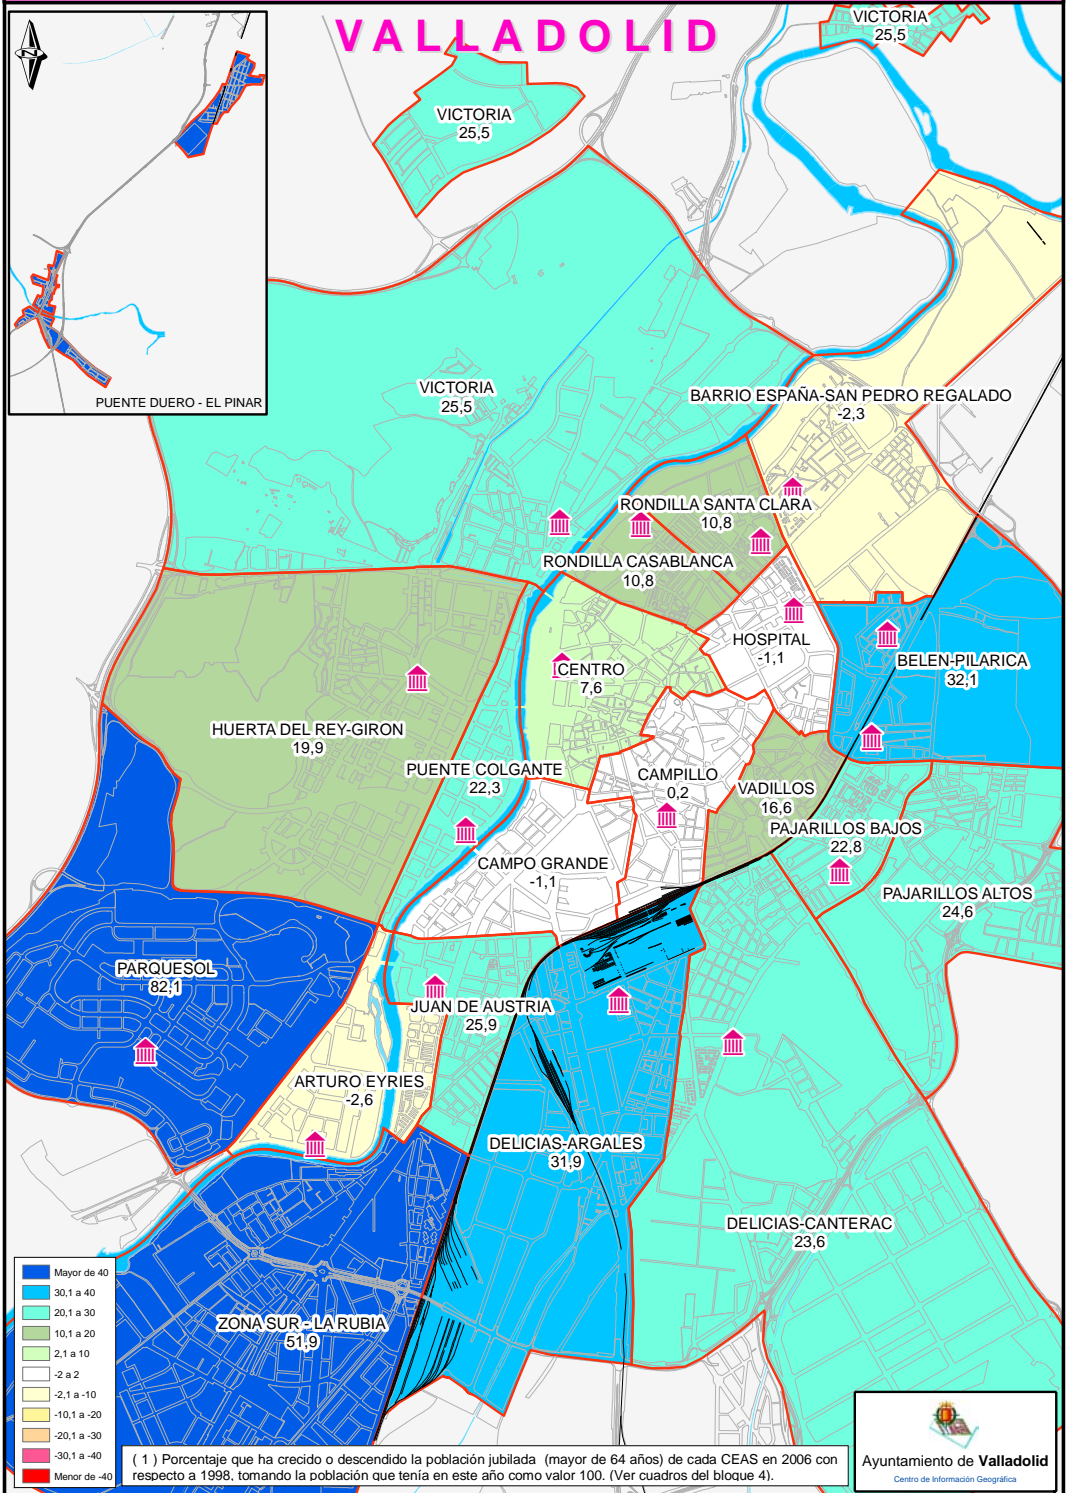 VALLADOLID
VICTORIA
25,5
VICTORIA
25,5
N
PUENTE DUERO - EL PINAR
VICTORIA
25,5
BARRIO ESPAÑA-SAN PEDRO REGALADO
-2,3
RONDILLA SANTA CLARA
10,8
RONDILLA CASABLANCA
10,8
HOSPITAL
-1,1
BELEN-PILARICA
32,1
CENTRO
7,6
HUERTA DEL REY-GIRON
19,9
PUENTE COLGANTE
22,3
CAMPILLO
0,2
VADILLOS
16,6
PAJARILLOS BAJOS
22,8
CAMPO GRANDE
-1,1
PAJARILLOS ALTOS
24,6
PARQUESOL
82,1
JUAN DE AUSTRIA
25,9
ARTURO EYRIES
-2,6
DELICIAS-ARGALES
31,9
DELICIAS-CANTERAC
23,6
ZONA SUR - LA RUBIA
51,9
Mayor de 40
30,1 a 40
20,1 a 30
10,1 a 20
2,1 a 10
-2 a 2
-2,1 a -10
-10,1 a -20
-20,1 a -30
-30,1 a -40
Menor de -40
( 1 ) Porcentaje que ha crecido o descendido la población jubilada (mayor de 64 años) de cada CEAS en 2006 con
respecto a 1998, tomando la población que tenía en este año como valor 100. (Ver cuadros del bloque 4).
Ayuntamiento de Valladolid
Centro de Información Geográfica